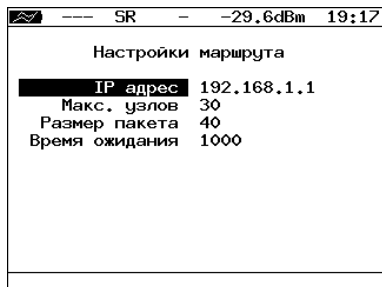 --- SR - -29.6dBm 19:17
Настройки маршрута
IP адрес 192.168.1.1
Макс. узлов 30
Размер пакета 40
Время ожидания 1000